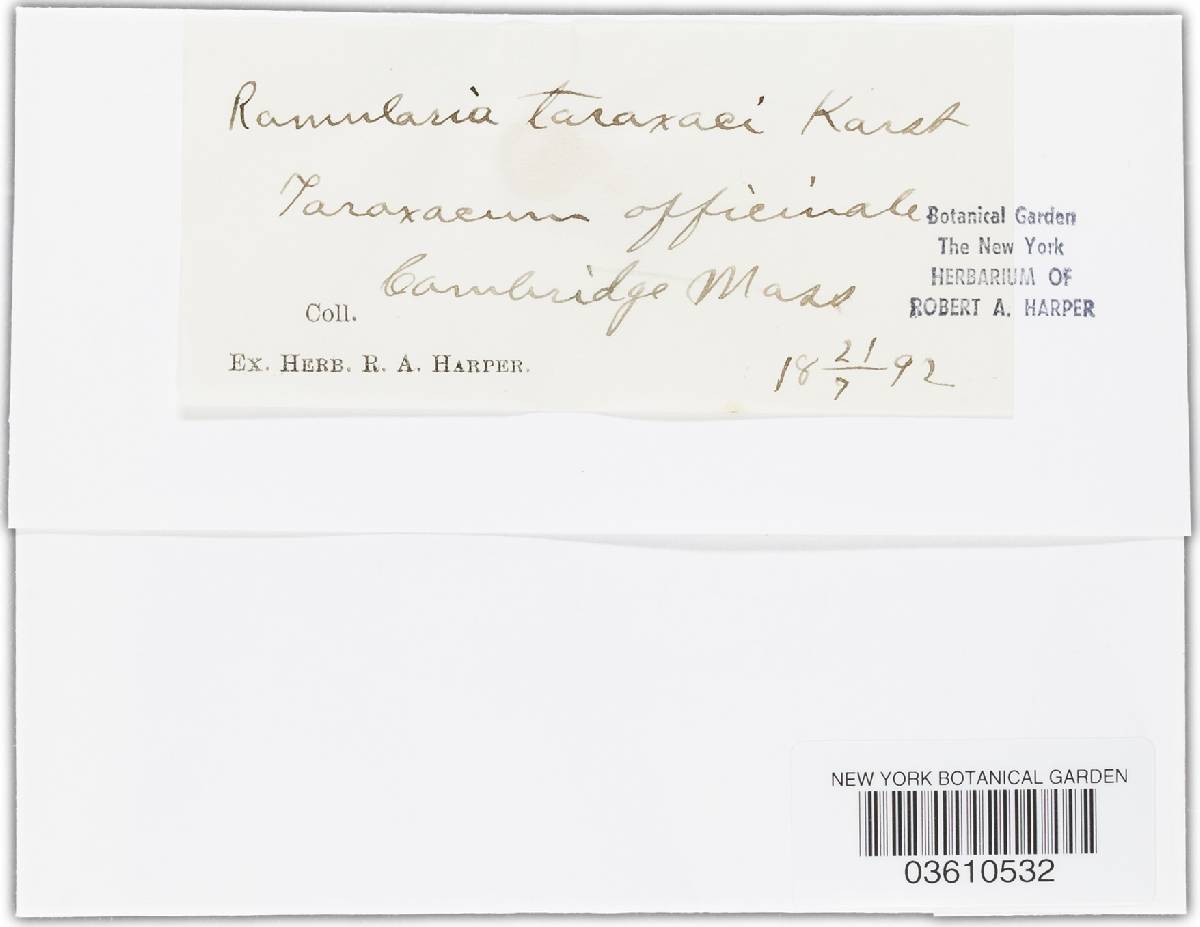 Ramularia taraxaci Karst
Taraxacum officinale
Cambridge Mass
Coll.
Ex. Herb. R. A. Harper.
18 21/7 92
Botanical Garden
The New York
HERBARIUM OF
ROBERT A. HARPER
NEW YORK BOTANICAL GARDEN
03610532